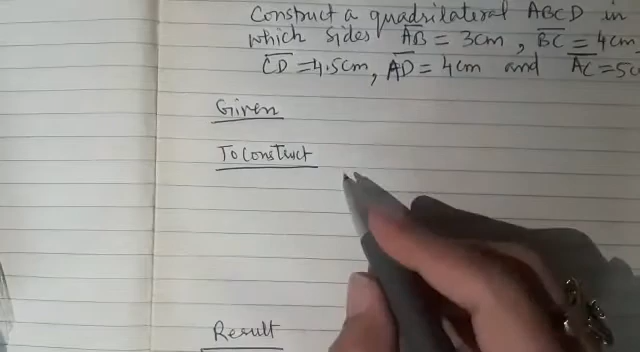 Construct a quadrilateral ABCD in
which sides AB = 3cm, BC = 4cm,
CD = 4.5cm, AD = 4cm and AC = 5c
Given
To Construct
Result